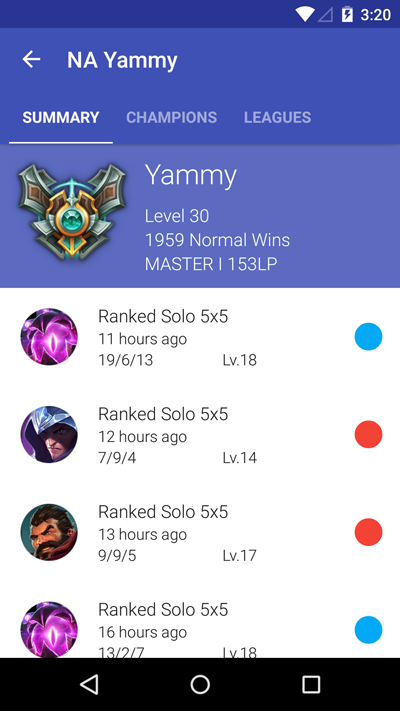 3:20
NA Yammy
SUMMARY CHAMPIONS LEAGUES
Yammy
Level 30
1959 Normal Wins
MASTER I 153LP
Ranked Solo 5x5
11 hours ago
19/6/13 Lv.18
Ranked Solo 5x5
12 hours ago
7/9/4 Lv.14
Ranked Solo 5x5
13 hours ago
9/9/5 Lv.17
Ranked Solo 5x5
16 hours ago
13/2/7 Lv.18